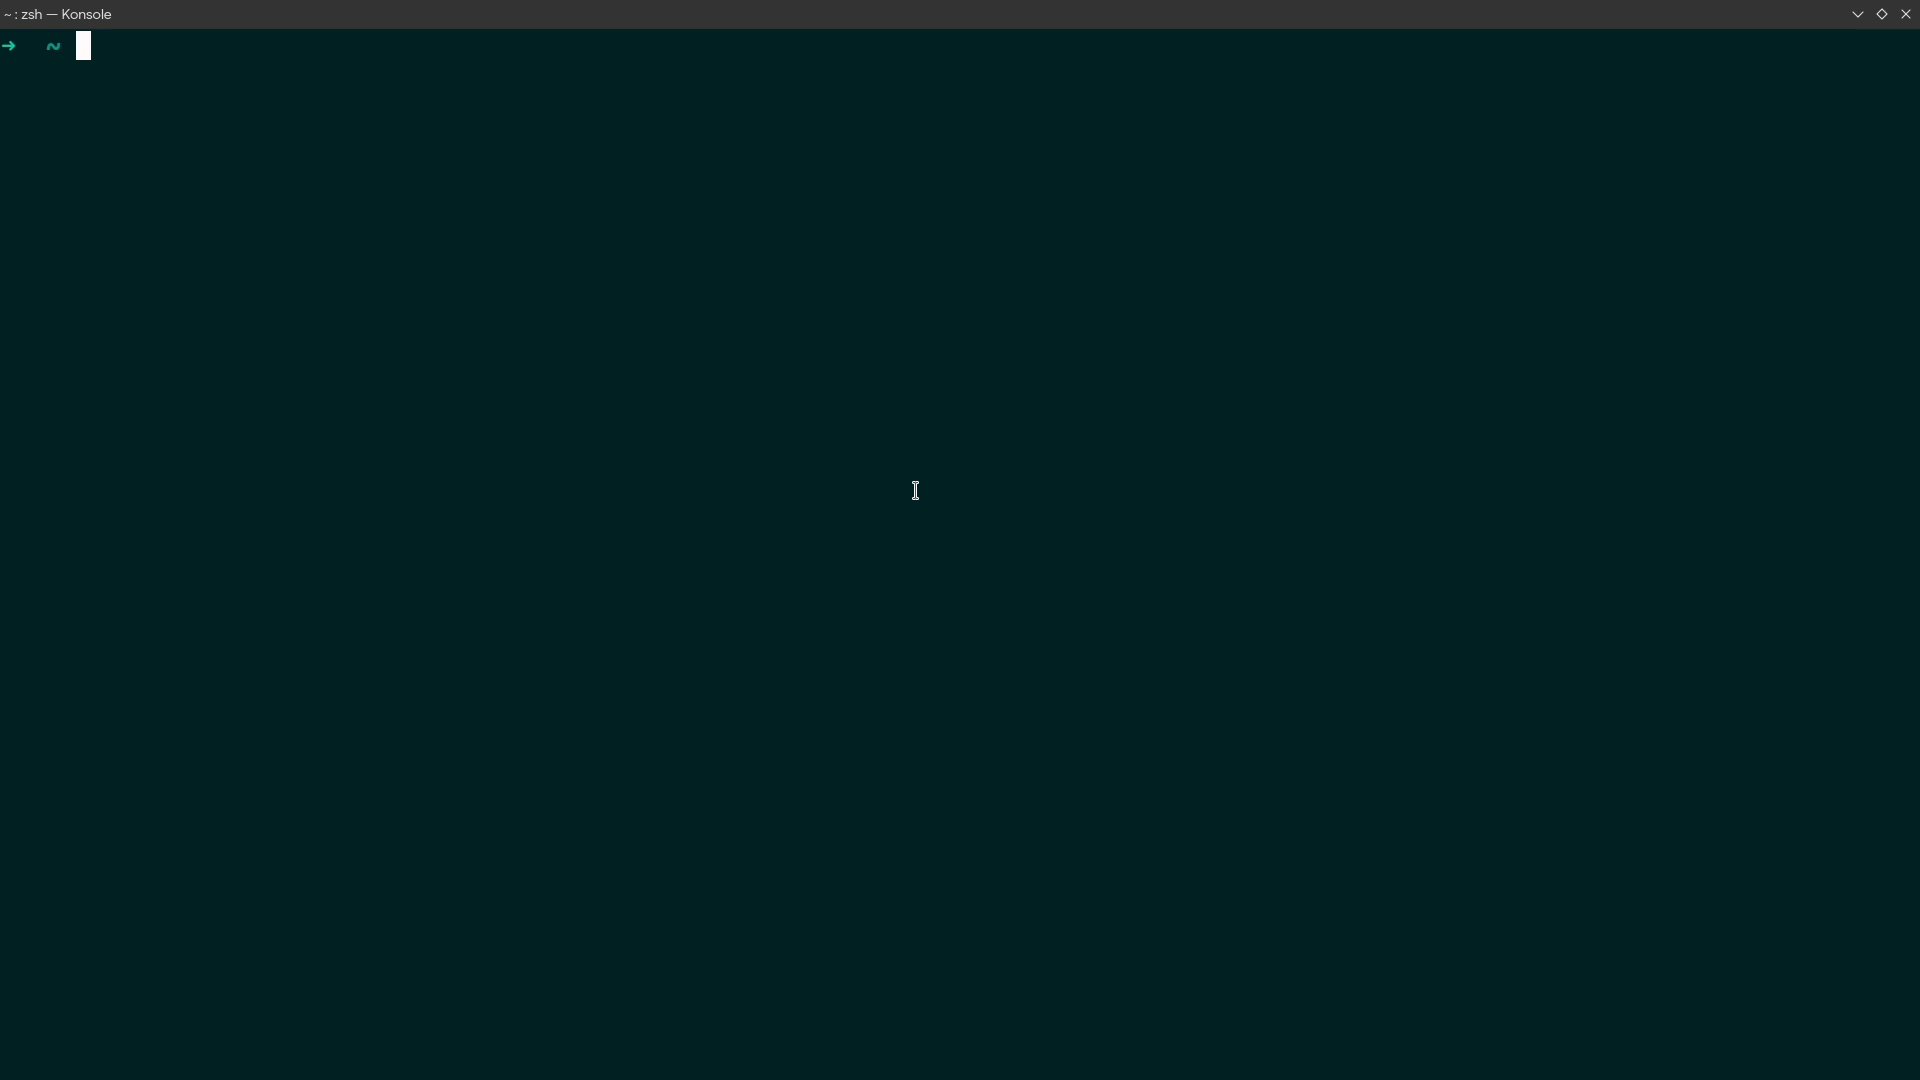 ~ : zsh — Konsole
➜  ~